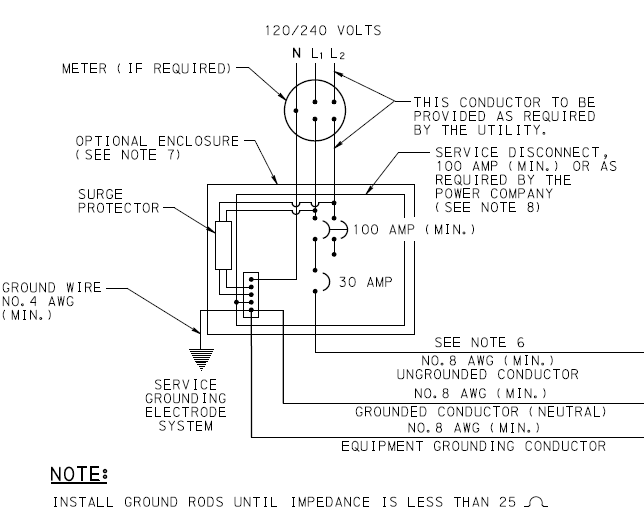 120/240 VOLTS
N L1 L2
METER (IF REQUIRED)
THIS CONDUCTOR TO BE
PROVIDED AS REQUIRED
BY THE UTILITY.
OPTIONAL ENCLOSURE
(SEE NOTE 7)
SERVICE DISCONNECT,
100 AMP (MIN.) OR AS
REQUIRED BY THE
POWER COMPANY
(SEE NOTE 8)
SURGE
PROTECTOR
100 AMP (MIN.)
30 AMP
GROUND WIRE
NO.4 AWG
(MIN.)
SEE NOTE 6
NO.8 AWG (MIN.)
UNGROUNDED CONDUCTOR
NO.8 AWG (MIN.)
GROUNDED CONDUCTOR (NEUTRAL)
NO.8 AWG (MIN.)
EQUIPMENT GROUNDING CONDUCTOR
SERVICE
GROUNDING
ELECTRODE
SYSTEM
NOTE:
INSTALL GROUND RODS UNTIL IMPEDANCE IS LESS THAN 25 Ω